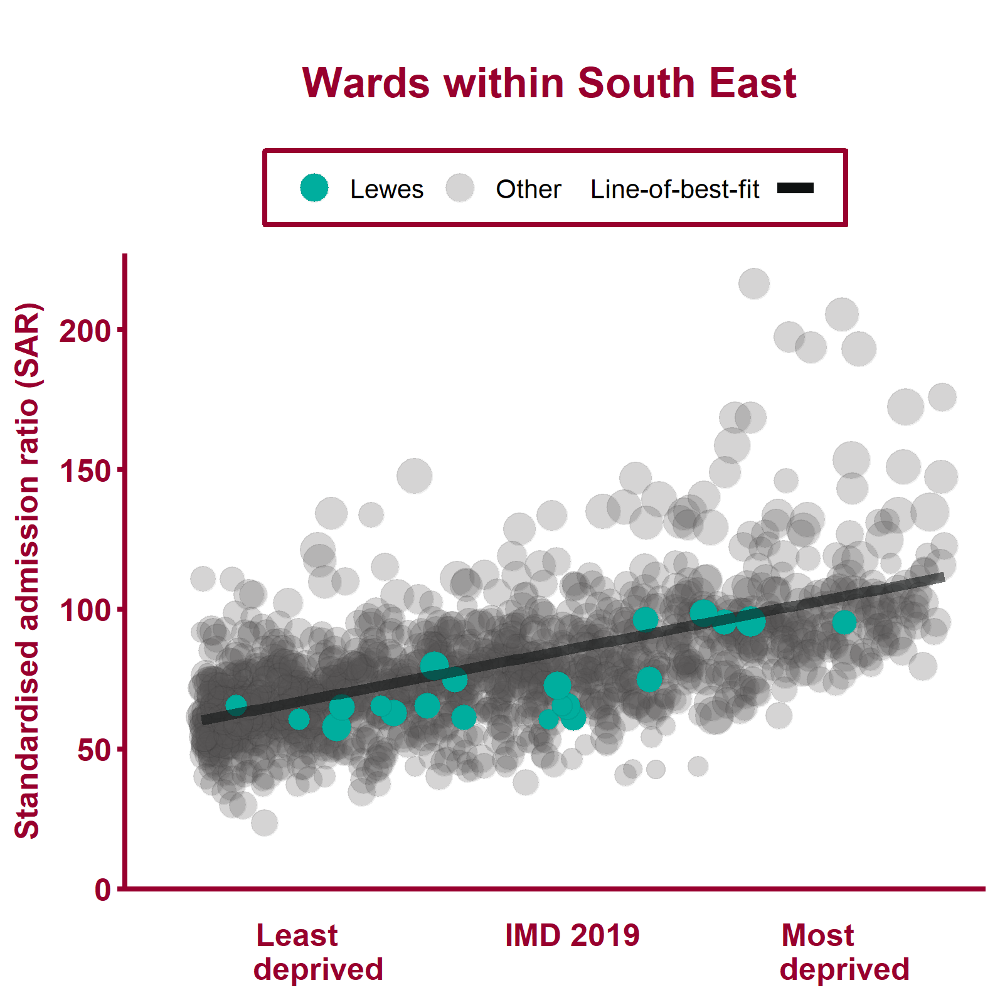 Wards within South East
Lewes Other Line-of-best-fit
Standardised admission ratio (SAR)
200
150
100
50
0
Least deprived
IMD 2019
Most deprived